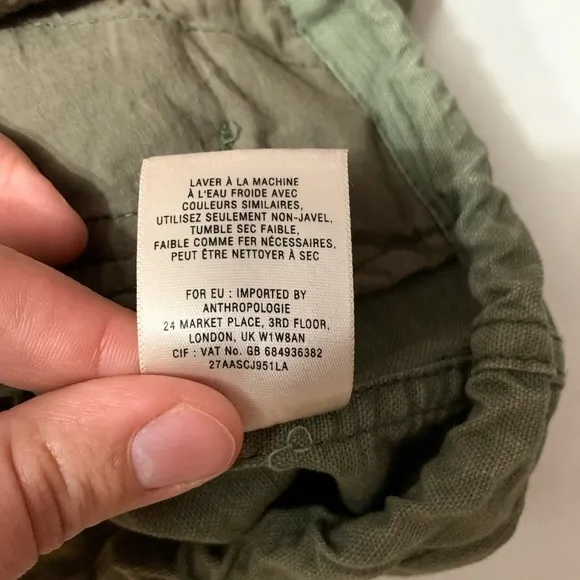 LAVER À LA MACHINE
À L'EAU FROIDE AVEC
COULEURS SIMILAIRES,
UTILISEZ SEULEMENT NON-JAVEL.
TUMBLE SEC FAIBLE,
FAIBLE COMME FER NÉCESSAIRES,
PEUT ÊTRE NETTOYER À SEC
FOR EU : IMPORTED BY
ANTHROPOLOGIE
24 MARKET PLACE, 3RD FLOOR,
LONDON, UK W1W8AN
CIF : VAT No. GB 684936382
27AASCJ951LA